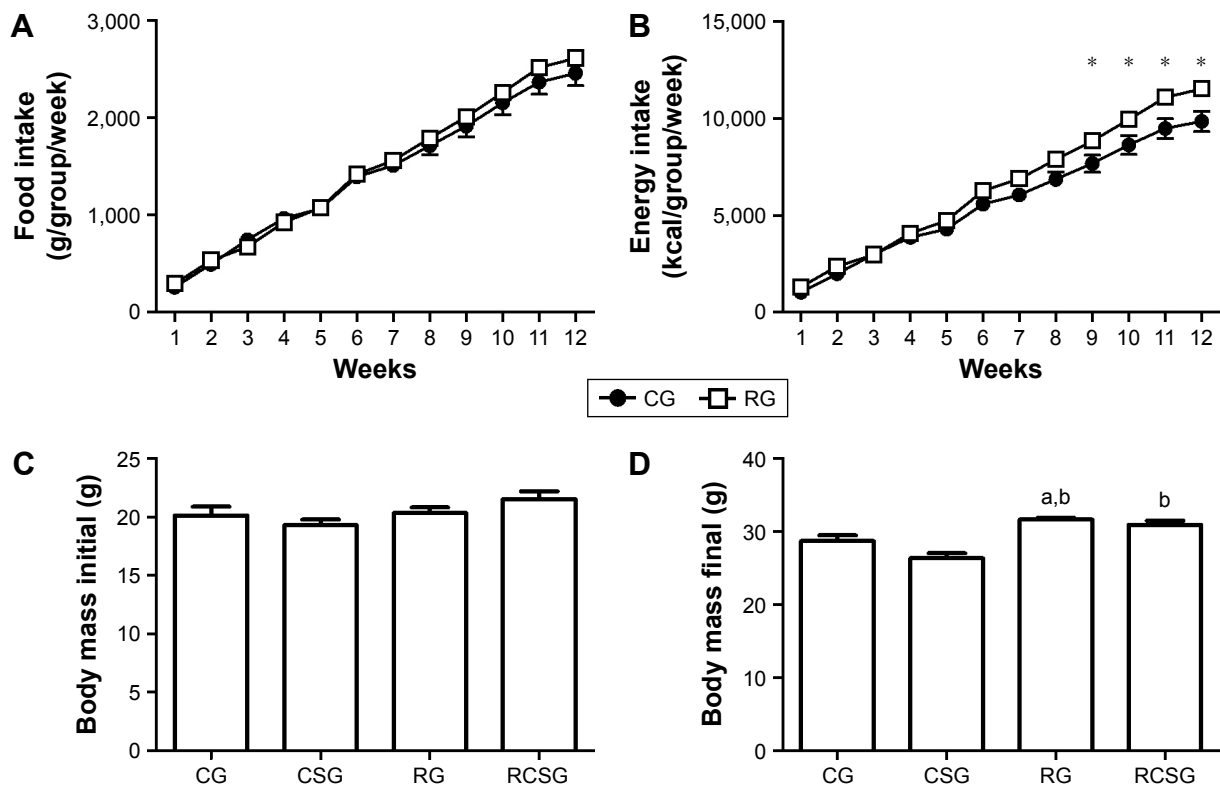 A
Food intake
(g/group/week)
3,000
2,000
1,000
0
1 2 3 4 5 6 7 8 9 10 11 12
Weeks
B
Energy intake
(kcal/group/week)
15,000
10,000
5,000
0
* * * *
1 2 3 4 5 6 7 8 9 10 11 12
Weeks
CG RG
C
Body mass initial (g)
25
20
15
10
5
0
CG CSG RG RCSG
D
Body mass final (g)
40
30
20
10
0
a,b b
CG CSG RG RCSG